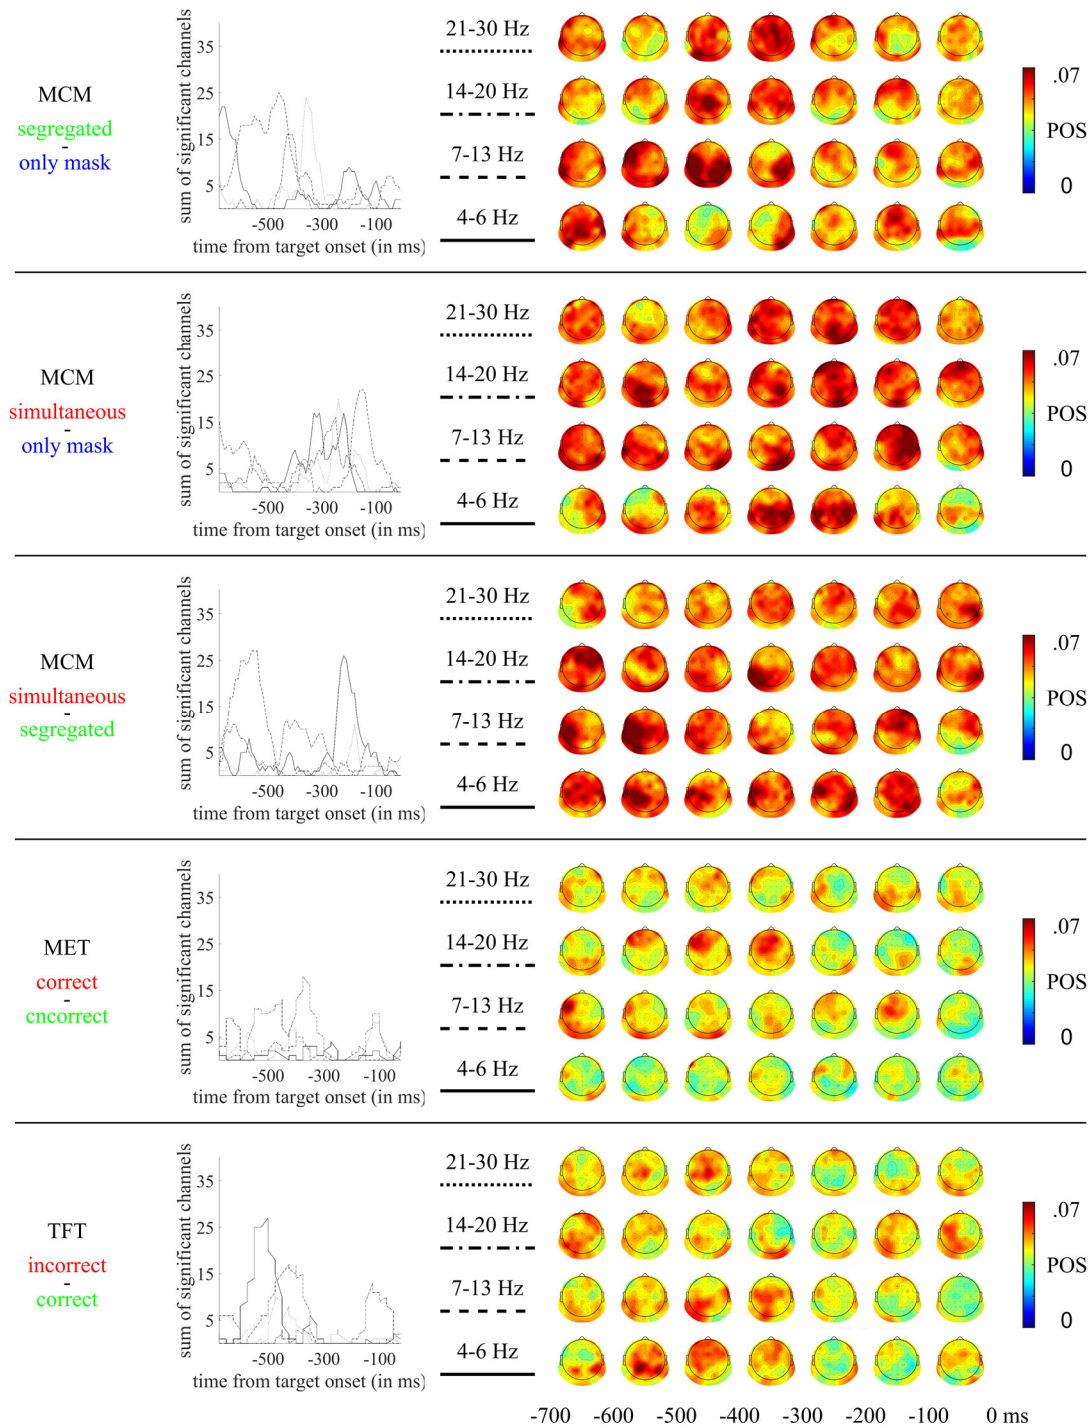 21-30 Hz
14-20 Hz
7-13 Hz
4-6 Hz
MCM
segregated
-
only mask
sum of significant channels
35
25
15
5
-500 -300 -100
time from target onset (in ms)
.07
POS
0
21-30 Hz
14-20 Hz
7-13 Hz
4-6 Hz
MCM
simultaneous
-
only mask
sum of significant channels
35
25
15
5
-500 -300 -100
time from target onset (in ms)
.07
POS
0
21-30 Hz
14-20 Hz
7-13 Hz
4-6 Hz
MCM
simultaneous
-
segregated
sum of significant channels
35
25
15
5
-500 -300 -100
time from target onset (in ms)
.07
POS
0
21-30 Hz
14-20 Hz
7-13 Hz
4-6 Hz
MET
correct
-
cncorrect
sum of significant channels
35
25
15
5
-500 -300 -100
time from target onset (in ms)
.07
POS
0
21-30 Hz
14-20 Hz
7-13 Hz
4-6 Hz
TFT
incorrect
-
correct
sum of significant channels
35
25
15
5
-500 -300 -100
time from target onset (in ms)
.07
POS
0
-700 -600 -500 -400 -300 -200 -100 0 ms